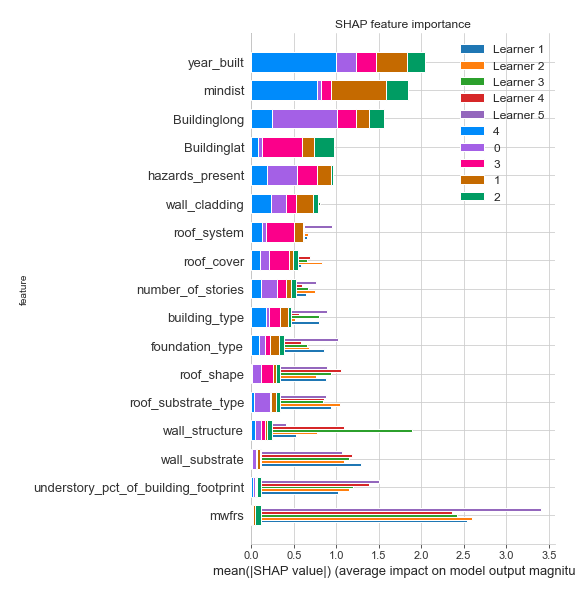 SHAP feature importance
Learner 1
Learner 2
Learner 3
Learner 4
Learner 5
4
0
3
1
2
year_built
mindist
Buildinglong
Buildinglat
hazards_present
wall_cladding
roof_system
roof_cover
number_of_stories
building_type
foundation_type
roof_shape
roof_substrate_type
wall_structure
wall_substrate
understory_pct_of_building_footprint
mwfrs
feature
0.0 0.5 1.0 1.5 2.0 2.5 3.0 3.5
mean(|SHAP value|) (average impact on model output magnitu